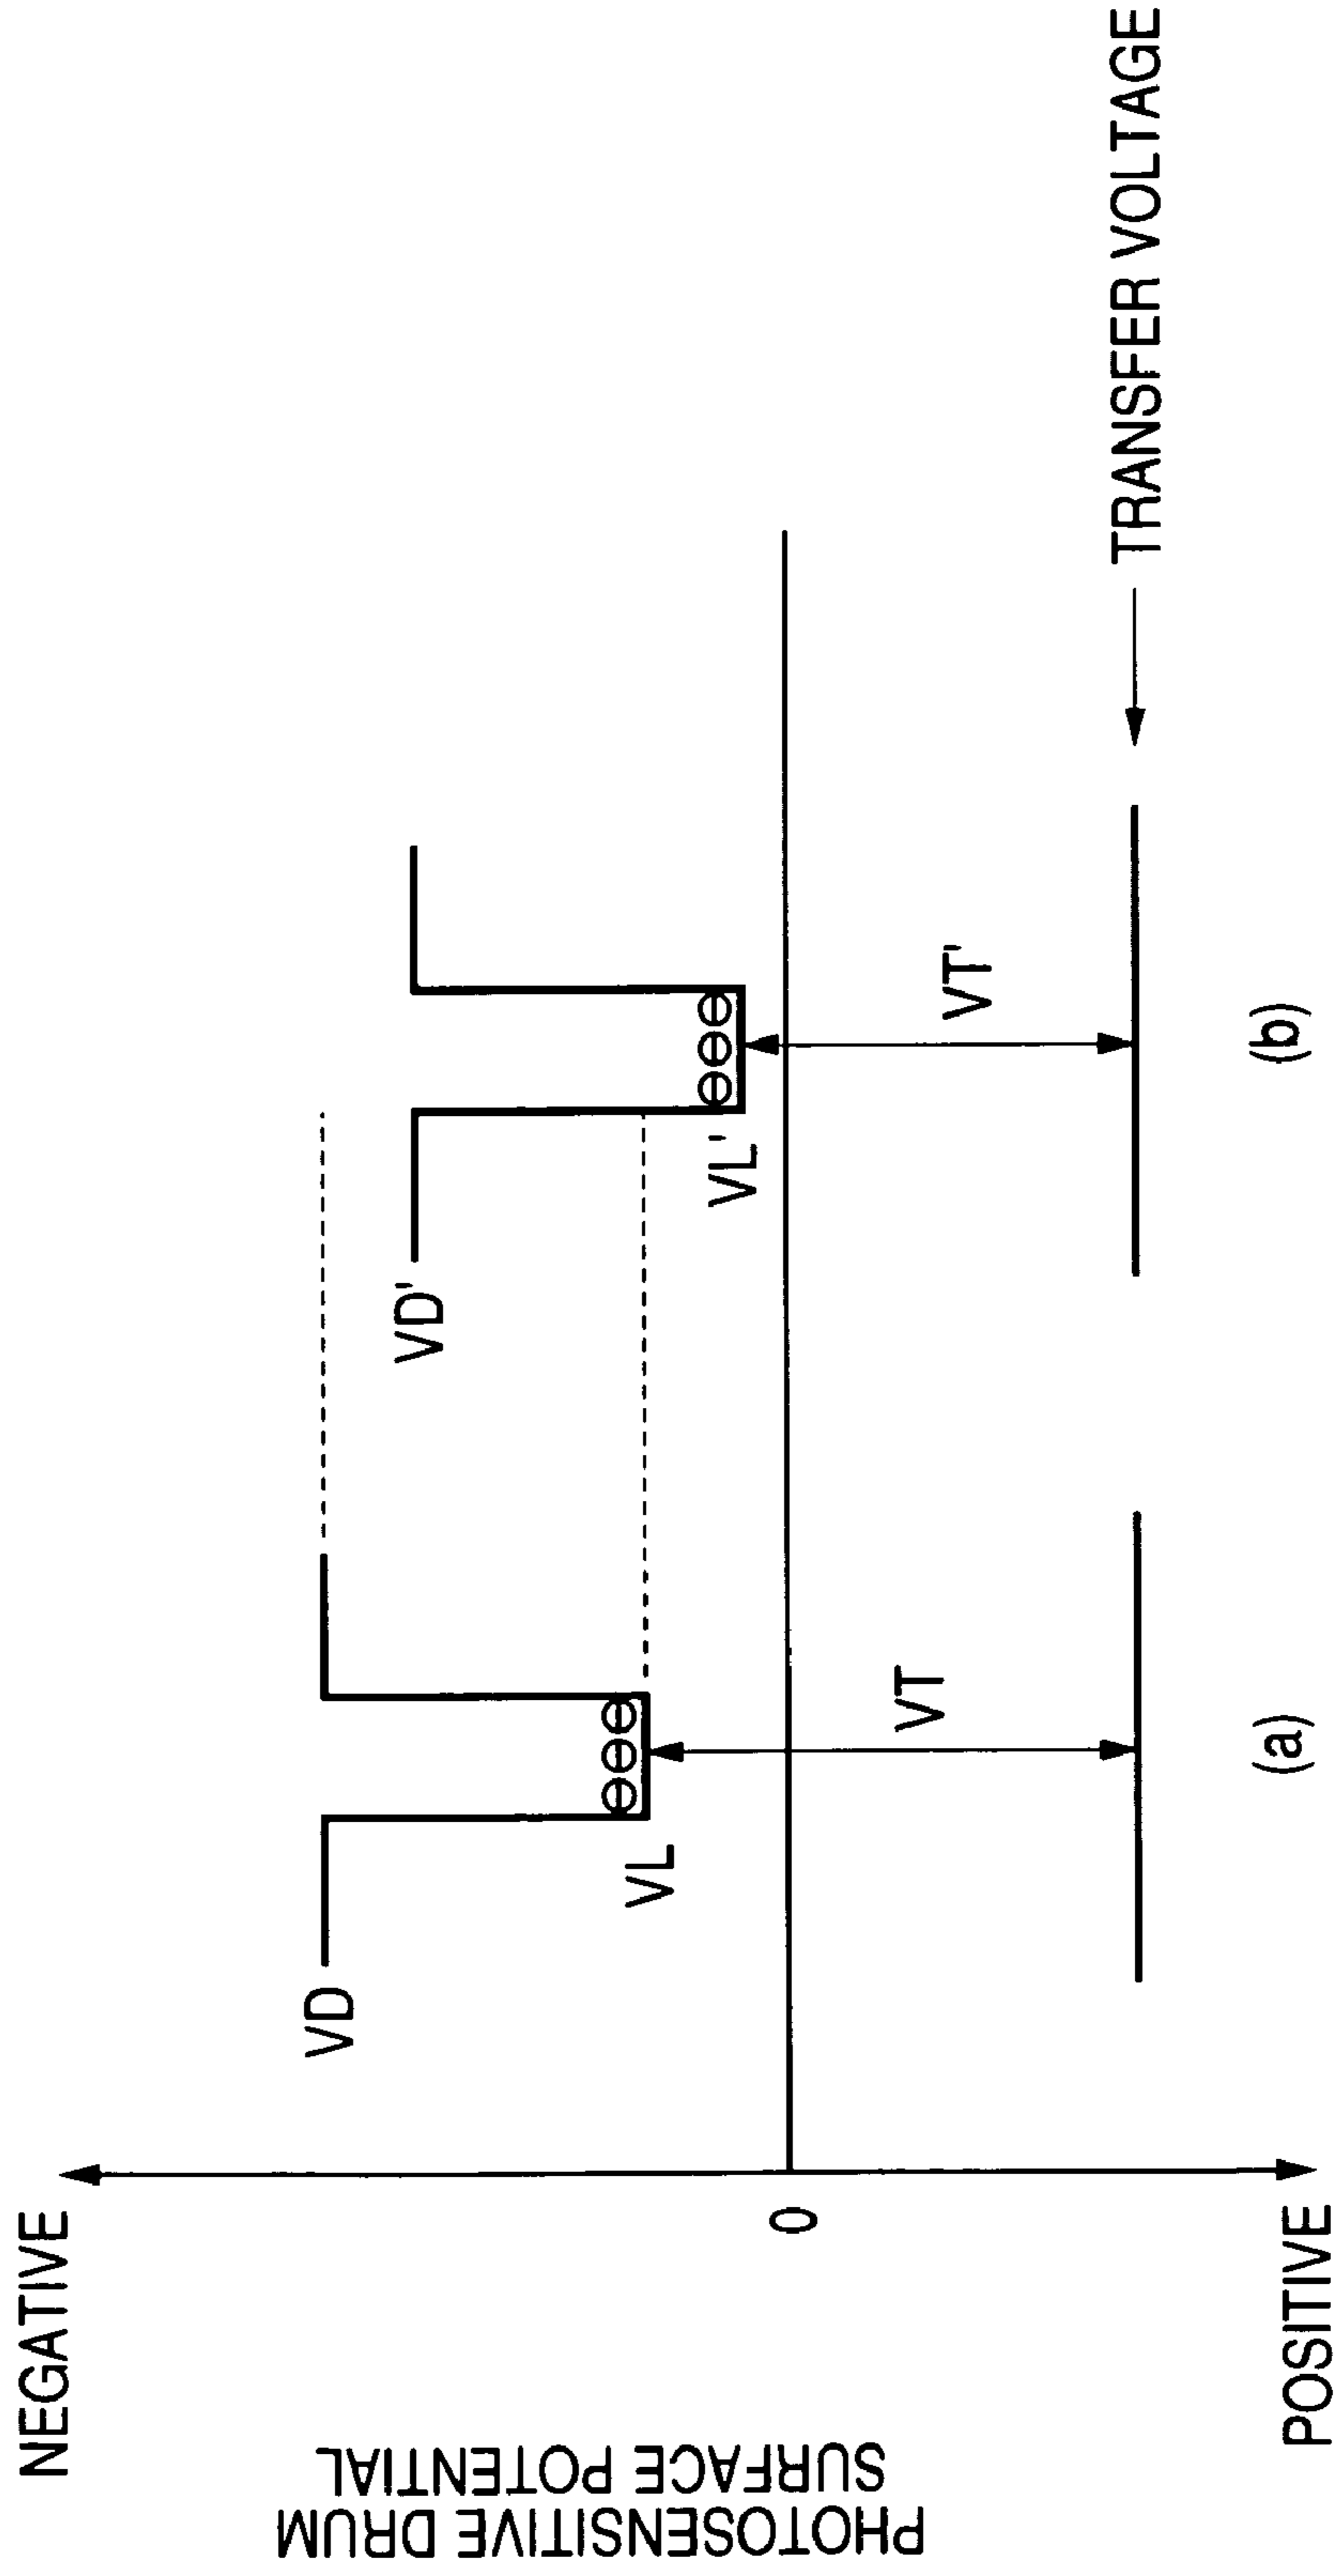 NEGATIVE
PHOTOSENSITIVE DRUM
SURFACE POTENTIAL
0
POSITIVE
VD
VL
VT
(a)
VD'
VL'
VT'
(b)
TRANSFER VOLTAGE